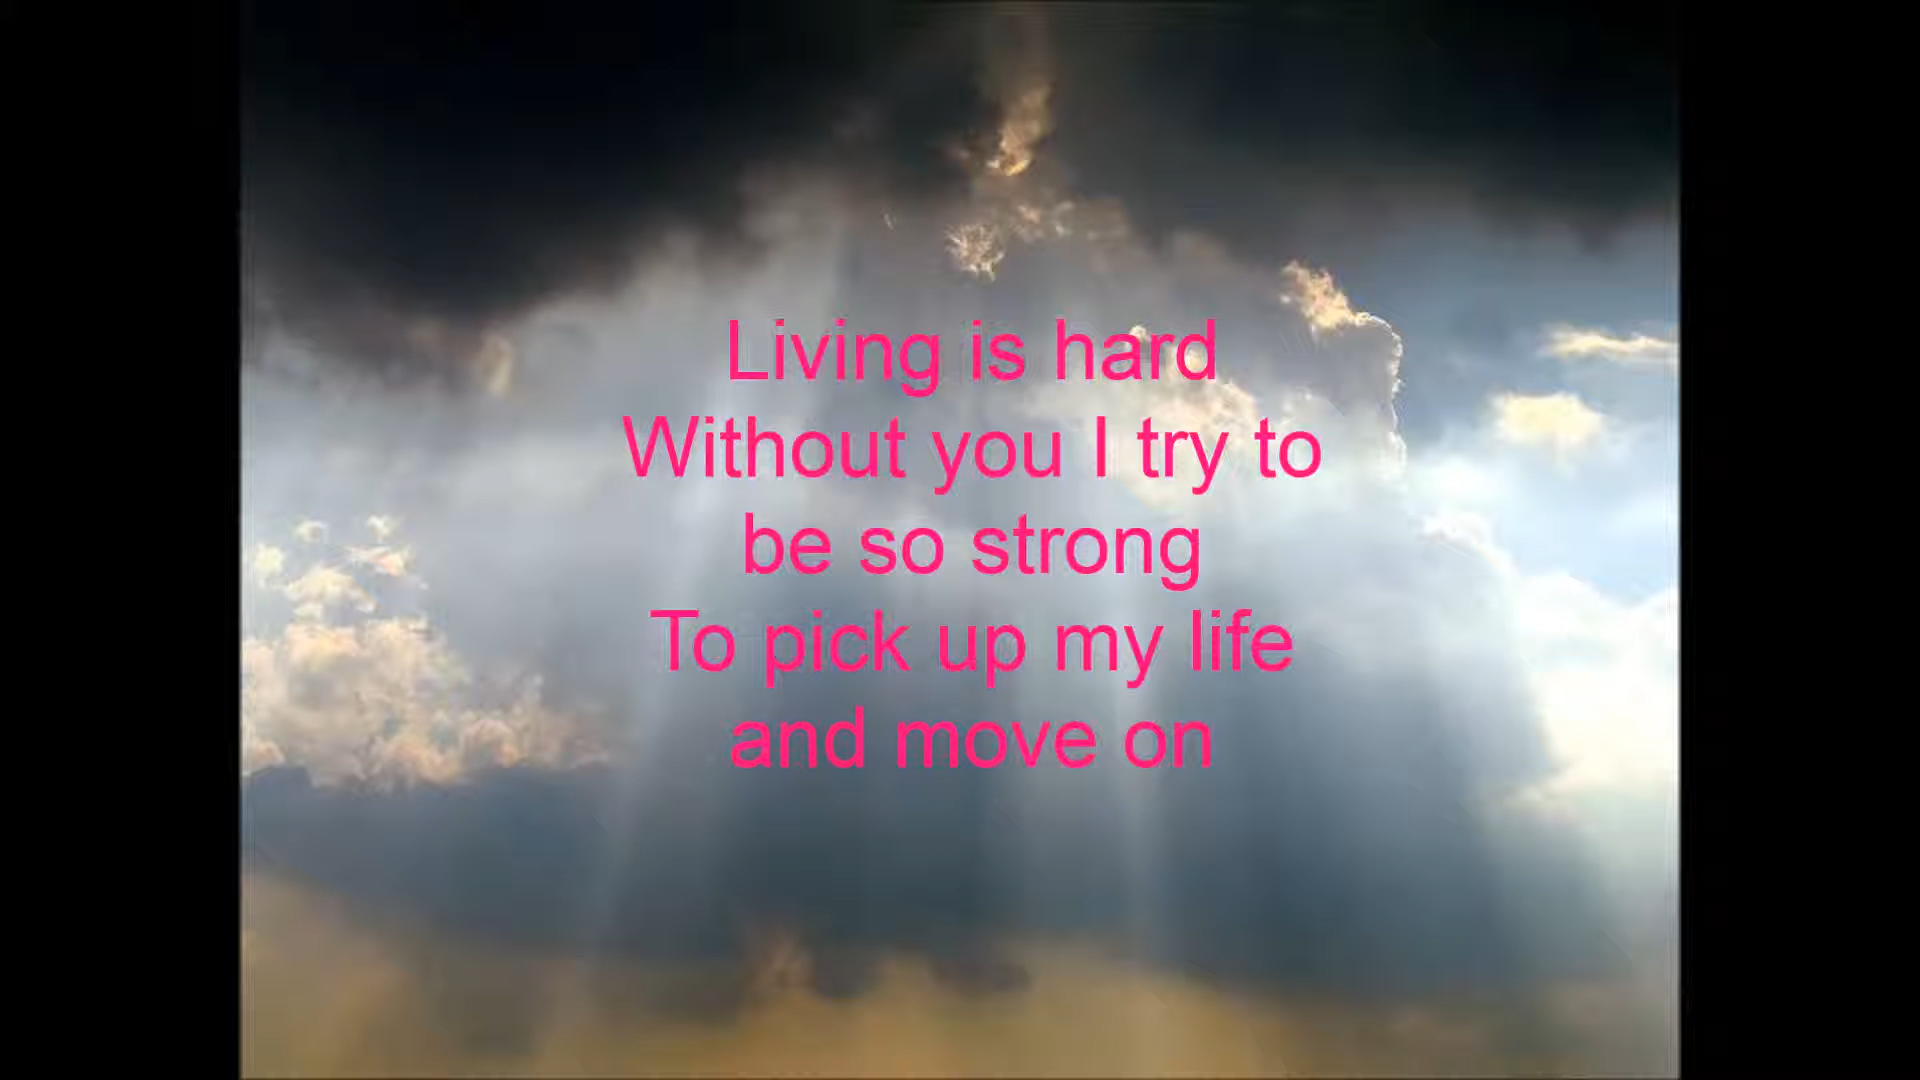 Living is hard
Without you I try to
be so strong
To pick up my life
and move on